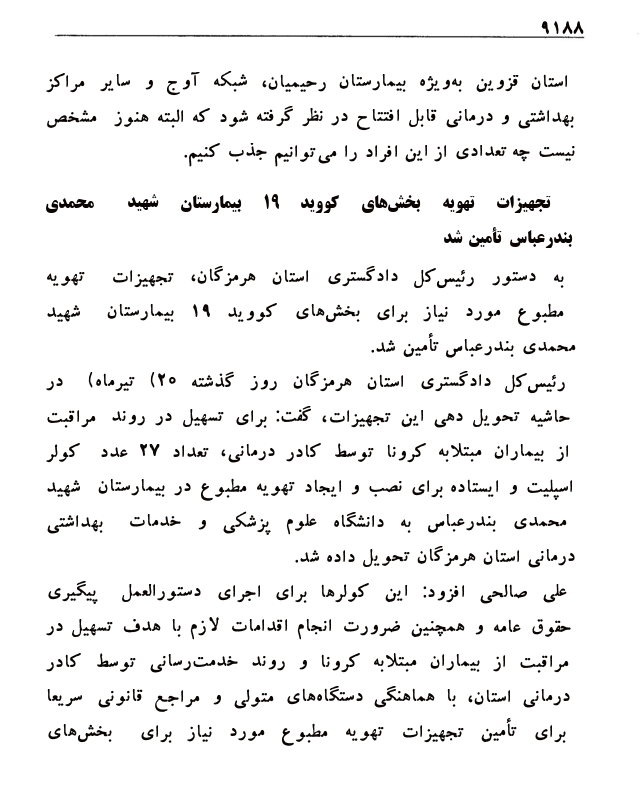 ۹۱۸۸
استان قزوین به‌ویژه بیمارستان رحیمیان، شبکه آوج و سایر مراکز
بهداشتی و درمانی قابل افتتاح در نظر گرفته شود که البته هنوز مشخص
نیست چه تعدادی از این افراد را می‌توانیم جذب کنیم.
تجهیزات تهویه بخش‌های کووید ۱۹ بیمارستان شهید محمدی
بندرعباس تأمین شد
به دستور رئیس‌کل دادگستری استان هرمزگان، تجهیزات تهویه
مطبوع مورد نیاز برای بخش‌های کووید ۱۹ بیمارستان شهید
محمدی بندرعباس تأمین شد.
رئیس‌کل دادگستری استان هرمزگان روز گذشته ۲۰) تیرماه) در
حاشیه تحویل دهی این تجهیزات، گفت: برای تسهیل در روند مراقبت
از بیماران مبتلابه کرونا توسط کادر درمانی، تعداد ۲۷ عدد کولر
اسپلیت و ایستاده برای نصب و ایجاد تهویه مطبوع در بیمارستان شهید
محمدی بندرعباس به دانشگاه علوم پزشکی و خدمات بهداشتی
درمانی استان هرمزگان تحویل داده شد.
علی صالحی افزود: این کولرها برای اجرای دستورالعمل پیگیری
حقوق عامه و همچنین ضرورت انجام اقدامات لازم با هدف تسهیل در
مراقبت از بیماران مبتلابه کرونا و روند خدمت‌رسانی توسط کادر
درمانی استان، با هماهنگی دستگاه‌های متولی و مراجع قانونی سریعا
برای تأمین تجهیزات تهویه مطبوع مورد نیاز برای بخش‌های